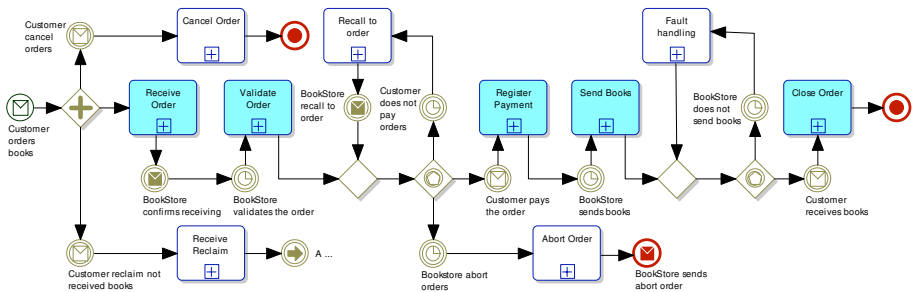 Customer
cancel
orders
Cancel Order
Recall to
order
Fault
handling
Customer
orders
books
Receive
Order
Validate
Order
BookStore
recall to
order
Customer
does not
pay
orders
Register
Payment
Send Books
BookStore
does not
send books
Close Order
BookStore
confirms receiving
BookStore
validates the order
Customer pays
the order
BookStore
sends books
Customer
receives books
Customer reclaim not
received books
Receive
Reclaim
A ...
Bookstore abort
orders
Abort Order
BookStore sends
abort order